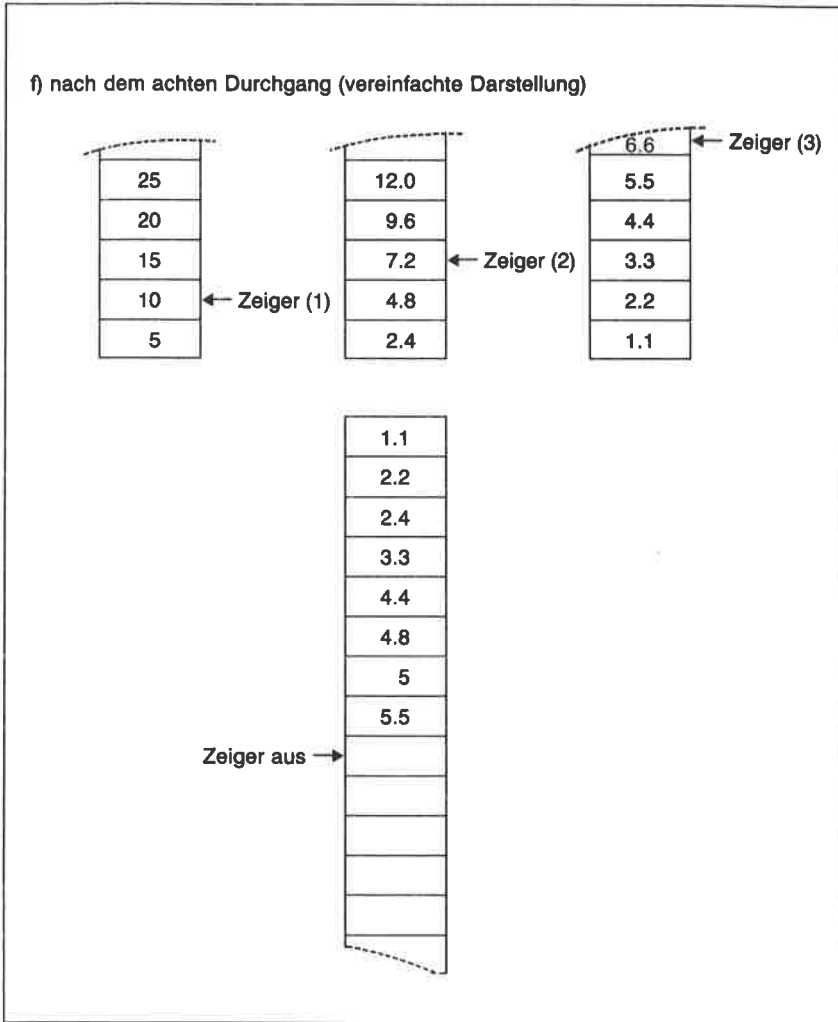 f) nach dem achten Durchgang (vereinfachte Darstellung)
6.6 Zeiger (3)
25 12.0 5.5
20 9.6 4.4
15 7.2 Zeiger (2) 3.3
10 Zeiger (1) 4.8 2.2
5 2.4 1.1
1.1
2.2
2.4
3.3
4.4
4.8
5
5.5
Zeiger aus